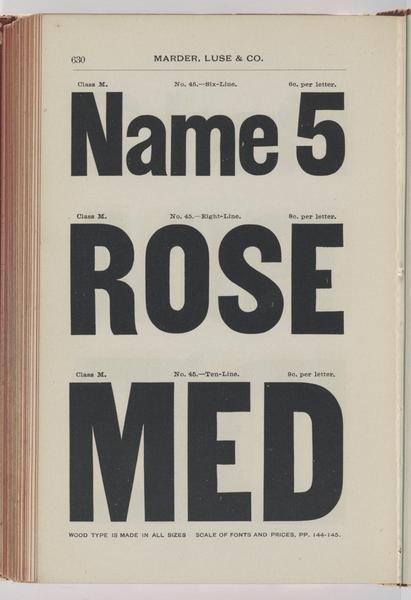 630 MARDER, LUSE & CO.
Class M. No. 45.—Six-Line. 6c. per letter.
Name 5
Class M. No. 45.—Eight-Line. 8c. per letter.
ROSE
Class M. No. 45.—Ten-Line. 9c. per letter.
MED
WOOD TYPE IS MADE IN ALL SIZES SCALE OF FONTS AND PRICES, PP. 144-145.